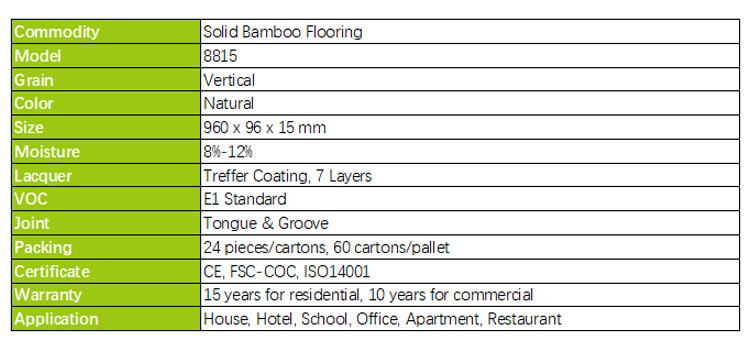 Commodity Solid Bamboo Flooring
Model 8815
Grain Vertical
Color Natural
Size 960 x 96 x 15 mm
Moisture 8%-12%
Lacquer Treffer Coating, 7 Layers
VOC E1 Standard
Joint Tongue & Groove
Packing 24 pieces/cartons, 60 cartons/pallet
Certificate CE, FSC-COC, ISO14001
Warranty 15 years for residential, 10 years for commercial
Application House, Hotel, School, Office, Apartment, Restaurant